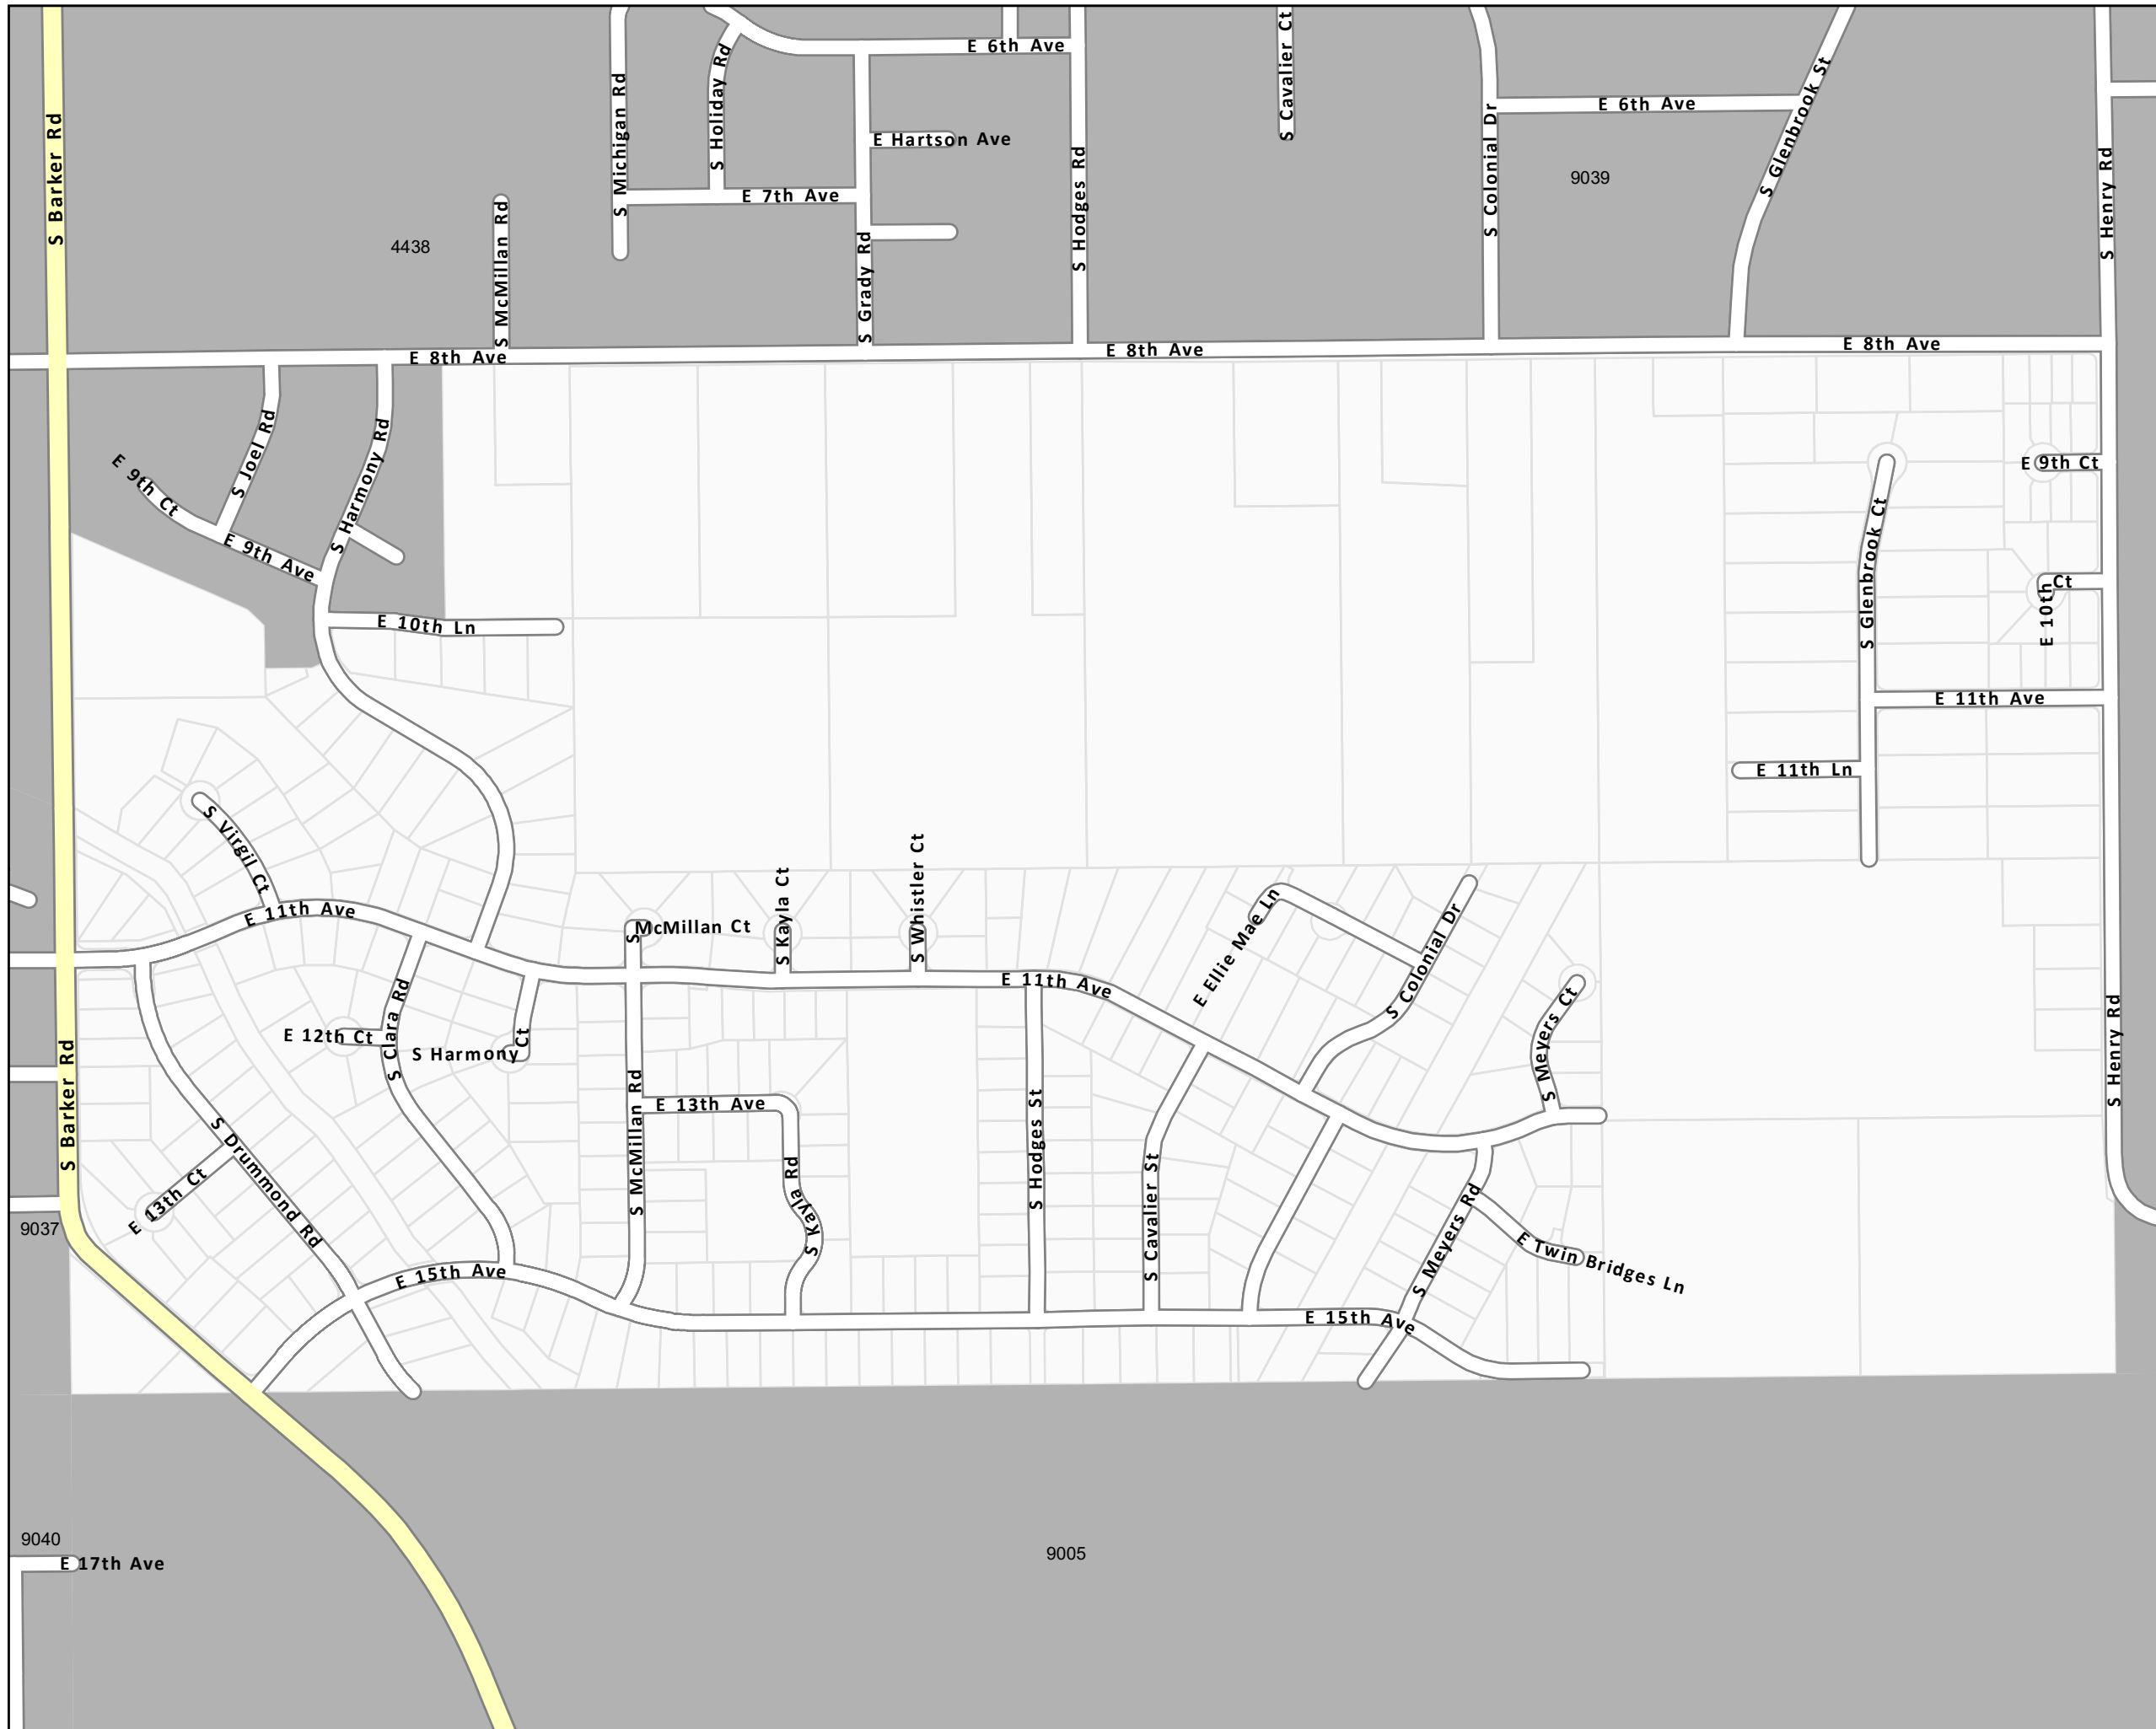 E 6th Ave
S Cavalier Ct
S Holiday Rd
S Michigan Rd
S Glenbrook St
E 6th Ave
S Barker Rd
S Colonial Dr
E Hartson Ave
S Hodges Rd
S Henry Rd
9039
E 7th Ave
4438
S McMillan Rd
S Grady Rd
E 8th Ave
E 8th Ave
E 8th Ave
S Joel Rd
S Harmony Rd
E 9th Ct
E 9th Ct
E 9th Ave
S Glenbrook Ct
E 10th Ct
E 10th Ln
E 11th Ave
E 11th Ln
S Virgil Ct
S Kayla Ct
S Whistler Ct
E 11th Ave
S McMillan Ct
E Ellie Mae Ln
S Colonial Dr
E 11th Ave
S Meyers Ct
S Clara Rd
E 12th Ct
S Harmony Ct
S Henry Rd
S Barker Rd
S McMillan Rd
E 13th Ave
S Hodges St
S Drummond Rd
E 13th Ct
S Kayla Rd
S Cavalier St
S Meyers Rd
E Twin Bridges Ln
9037
E 15th Ave
E 15th Ave
9040
E 17th Ave
9005